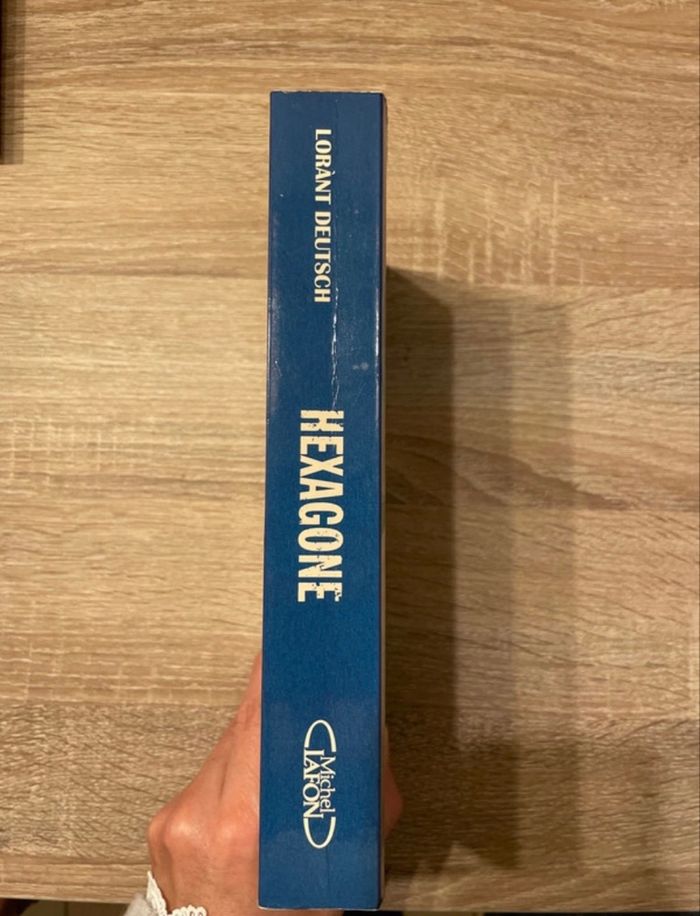 LORÀNT DEUTSCH
HEXAGONE
Michel
LAFON